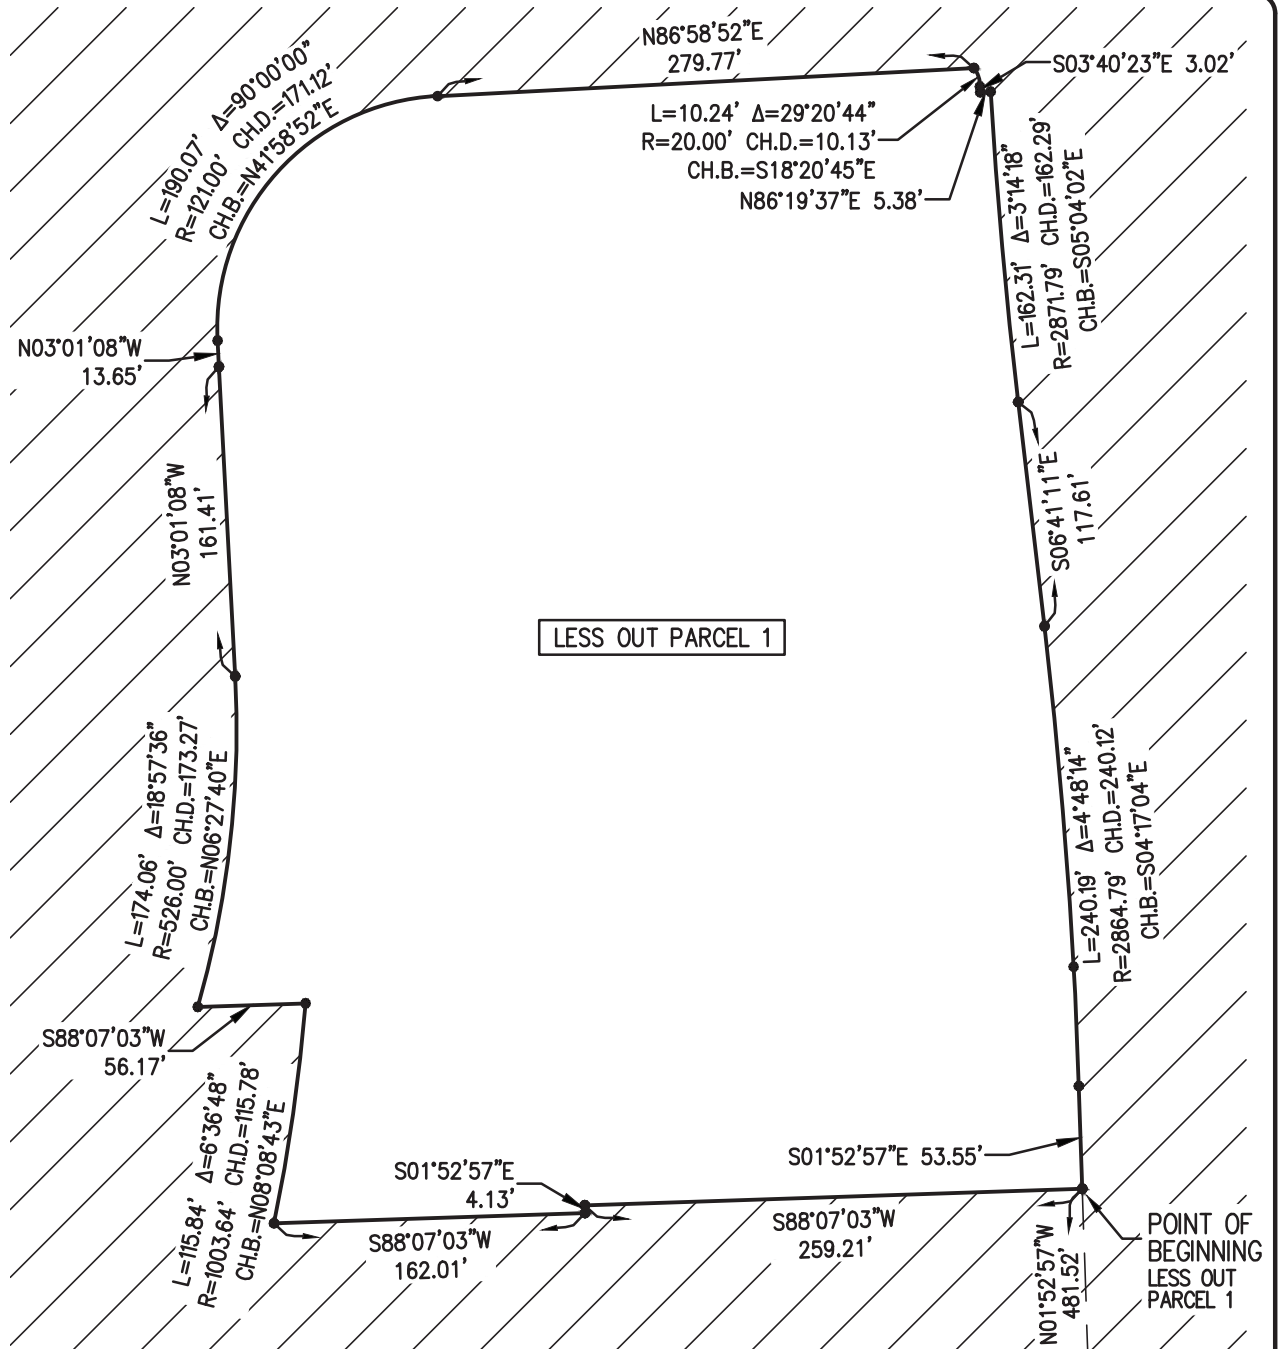 N86°58'52"E
279.77'
S03°40'23"E 3.02'
L=10.24' Δ=29°20'44"
R=20.00' CH.D.=10.13'
CH.B.=S18°20'45"E
N86°19'37"E 5.38'
L=190.07' Δ=90°00'00"
R=121.00' CH.D.=171.12'
CH.B.=N41°58'52"E
L=162.31' Δ=3°14'18"
R=2871.79' CH.D.=162.29'
CH.B.=S05°04'02"E
N03°01'08"W
13.65'
N03°01'08"W
161.41'
S06°41'11"E
117.61'
LESS OUT PARCEL 1
L=174.06' Δ=18°57'36"
R=526.00' CH.D.=173.27'
CH.B.=N06°27'40"E
L=240.19' Δ=4°48'14"
R=2864.79' CH.D.=240.12'
CH.B.=S04°17'04"E
S88°07'03"W
56.17'
L=115.84' Δ=6°36'48"
R=1003.64' CH.D.=115.78'
CH.B.=N08°08'43"E
S01°52'57"E
4.13'
S01°52'57"E 53.55'
S88°07'03"W
162.01'
S88°07'03"W
259.21'
N01°52'57"W
481.52'
POINT OF
BEGINNING
LESS OUT
PARCEL 1